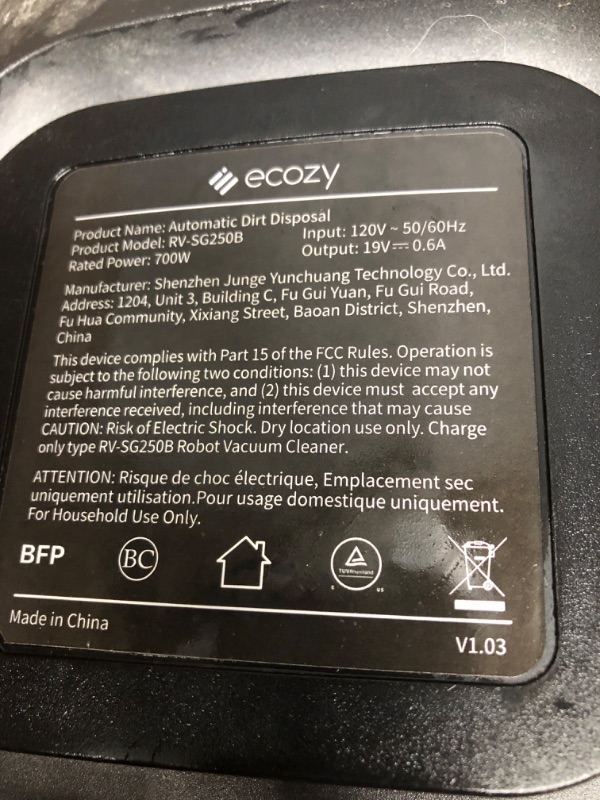 ecozy
Product Name: Automatic Dirt Disposal
Product Model: RV-SG250B
Input: 120V ~ 50/60Hz
Rated Power: 700W
Output: 19V⎓ 0.6A
Manufacturer: Shenzhen Junge Yunchuang Technology Co., Ltd.
Address: 1204, Unit 3, Building C, Fu Gui Yuan, Fu Gui Road,
Fu Hua Community, Xixiang Street, Baoan District, Shenzhen,
China
This device complies with Part 15 of the FCC Rules. Operation is
subject to the following two conditions: (1) this device may not
cause harmful interference, and (2) this device must accept any
interference received, including interference that may cause
CAUTION: Risk of Electric Shock. Dry location use only. Charge
only type RV-SG250B Robot Vacuum Cleaner.
ATTENTION: Risque de choc électrique, Emplacement sec
uniquement utilisation.Pour usage domestique uniquement.
For Household Use Only.
BFP
BC
TÜVRheinland
C US
Made in China
V1.03